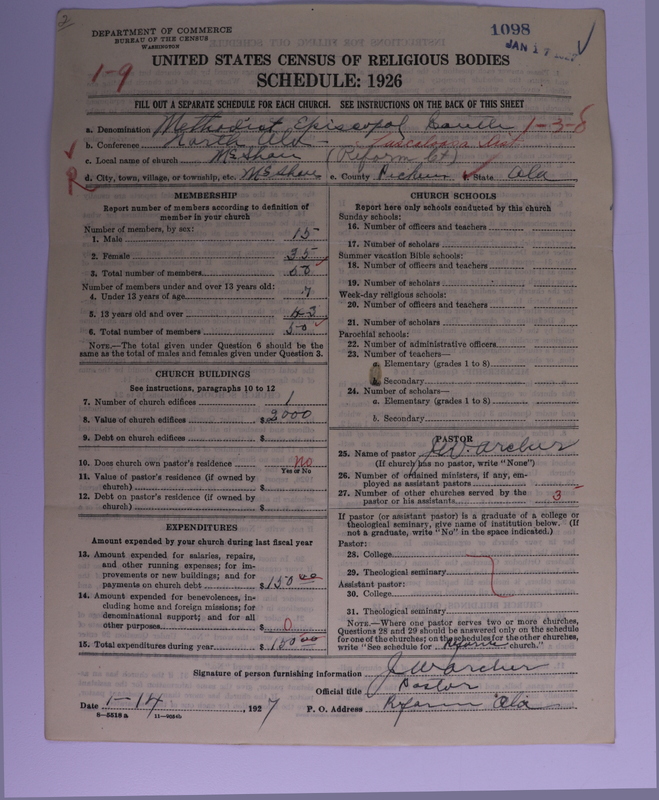 2
DEPARTMENT OF COMMERCE
BUREAU OF THE CENSUS
WASHINGTON
1098
JAN 17 1927
1-9
UNITED STATES CENSUS OF RELIGIOUS BODIES
SCHEDULE: 1926
FILL OUT A SEPARATE SCHEDULE FOR EACH CHURCH. SEE INSTRUCTIONS ON THE BACK OF THIS SHEET
a. Denomination Methodist Episcopal South 1-3-8
b. Conference North Ala - Tuscaloosa Dist
c. Local name of church McShan (Reform Ct)
d. City, town, village, or township, etc. McShan e. County Pickens f. State Ala
MEMBERSHIP
Report number of members according to definition of
member in your church
Number of members, by sex:
1. Male 15
2. Female 35
3. Total number of members 50
Number of members under and over 13 years old:
4. Under 13 years of age 7
5. 13 years old and over 43
6. Total number of members 50
NOTE.—The total given under Question 6 should be the
same as the total of males and females given under Question 3.
CHURCH BUILDINGS
See instructions, paragraphs 10 to 12
7. Number of church edifices 1
8. Value of church edifices $2000
9. Debt on church edifices $
10. Does church own pastor's residence No
Yes or No
11. Value of pastor's residence (if owned by
church) $
12. Debt on pastor's residence (if owned by
church) $
EXPENDITURES
Amount expended by your church during last fiscal year
13. Amount expended for salaries, repairs,
and other running expenses; for im-
provements or new buildings; and for
payments on church debt $150 00
14. Amount expended for benevolences, in-
cluding home and foreign missions; for
denominational support; and for all
other purposes $ 0
15. Total expenditures during year $150 00
CHURCH SCHOOLS
Report here only schools conducted by this church
Sunday schools:
16. Number of officers and teachers
17. Number of scholars
Summer vacation Bible schools:
18. Number of officers and teachers
19. Number of scholars
Week-day religious schools:
20. Number of officers and teachers
21. Number of scholars
Parochial schools:
22. Number of administrative officers
23. Number of teachers—
a. Elementary (grades 1 to 8)
b. Secondary
24. Number of scholars—
a. Elementary (grades 1 to 8)
b. Secondary
PASTOR
25. Name of pastor J.W. Archer
(If church has no pastor, write "None")
26. Number of ordained ministers, if any, em-
ployed as assistant pastors
27. Number of other churches served by the
pastor or his assistants 3
If pastor (or assistant pastor) is a graduate of a college or
theological seminary, give name of institution below. (If
not a graduate, write "No" in the space indicated.)
Pastor:
28. College
29. Theological seminary
Assistant pastor:
30. College
31. Theological seminary
NOTE.—Where one pastor serves two or more churches,
Questions 28 and 29 should be answered only on the schedule
for one of the churches; on the schedules for the other churches,
write "See schedule for Reform church."
Signature of person furnishing information J W Archer
Official title Pastor
Date 1-14, 1927 P. O. Address Reform Ala
8-5518 a